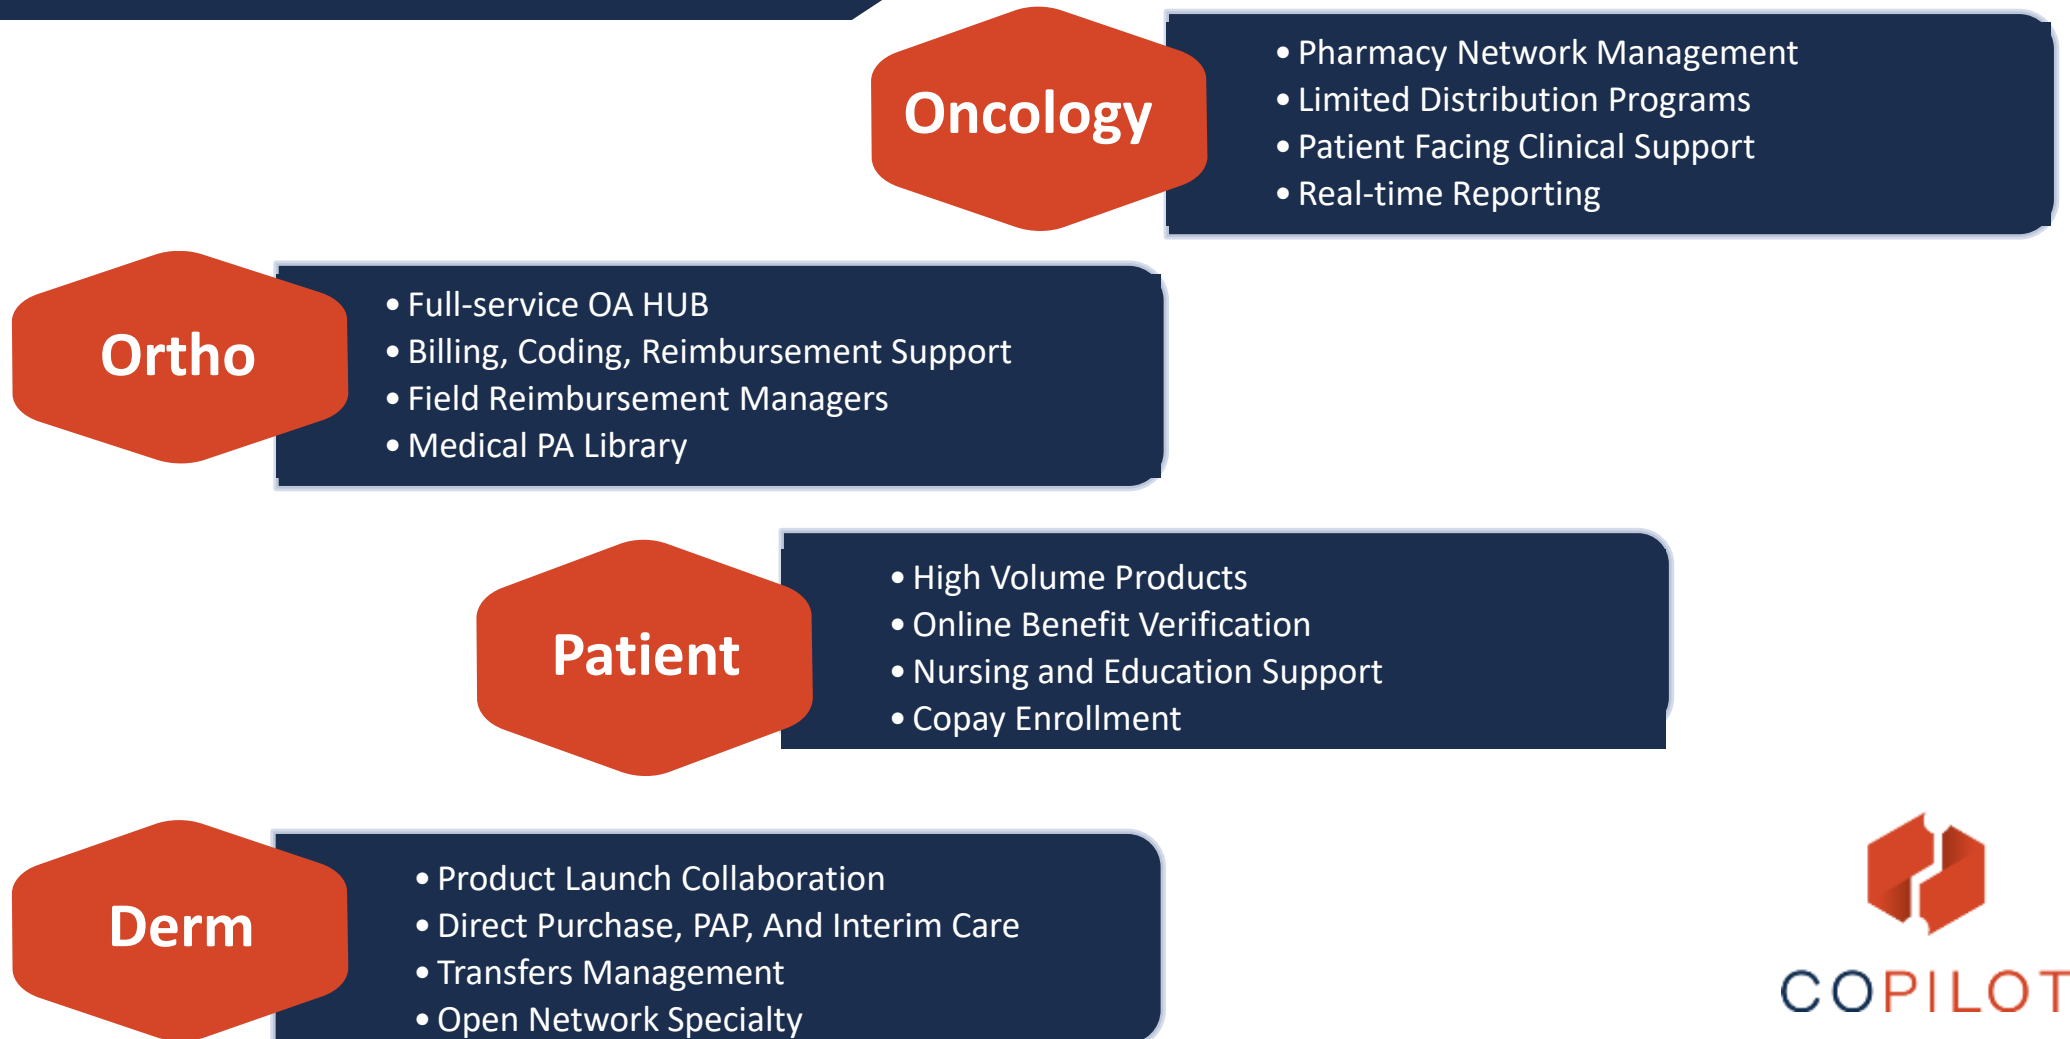 Oncology
• Pharmacy Network Management
• Limited Distribution Programs
• Patient Facing Clinical Support
• Real-time Reporting
Ortho
• Full-service OA HUB
• Billing, Coding, Reimbursement Support
• Field Reimbursement Managers
• Medical PA Library
Patient
• High Volume Products
• Online Benefit Verification
• Nursing and Education Support
• Copay Enrollment
Derm
• Product Launch Collaboration
• Direct Purchase, PAP, And Interim Care
• Transfers Management
• Open Network Specialty
COPILOT